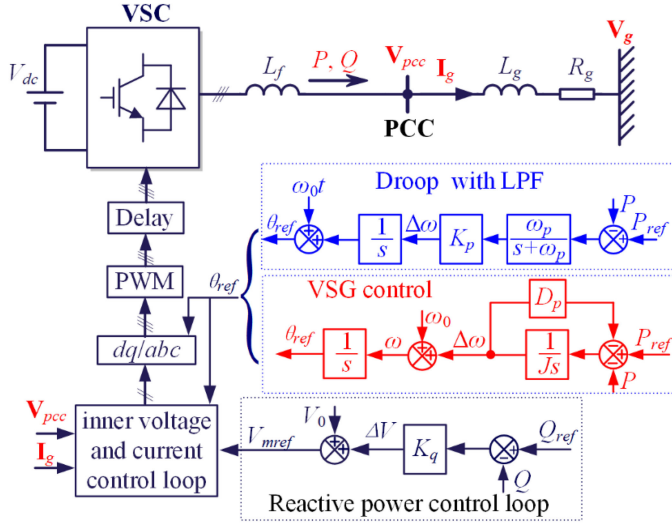 VSC
V_dc
L_f
P, Q
V_pcc
I_g
L_g
R_g
V_g
PCC
Droop with LPF
ω_0 t
θ_ref
1/s
Δω
K_p
ω_p/(s+ω_p)
P
P_ref
Delay
PWM
θ_ref
dq/abc
VSG control
D_p
ω_0
θ_ref
1/s
ω
Δω
1/Js
P_ref
P
V_pcc
I_g
inner voltage
and current
control loop
V_mref
V_0
ΔV
K_q
Q_ref
Q
Reactive power control loop